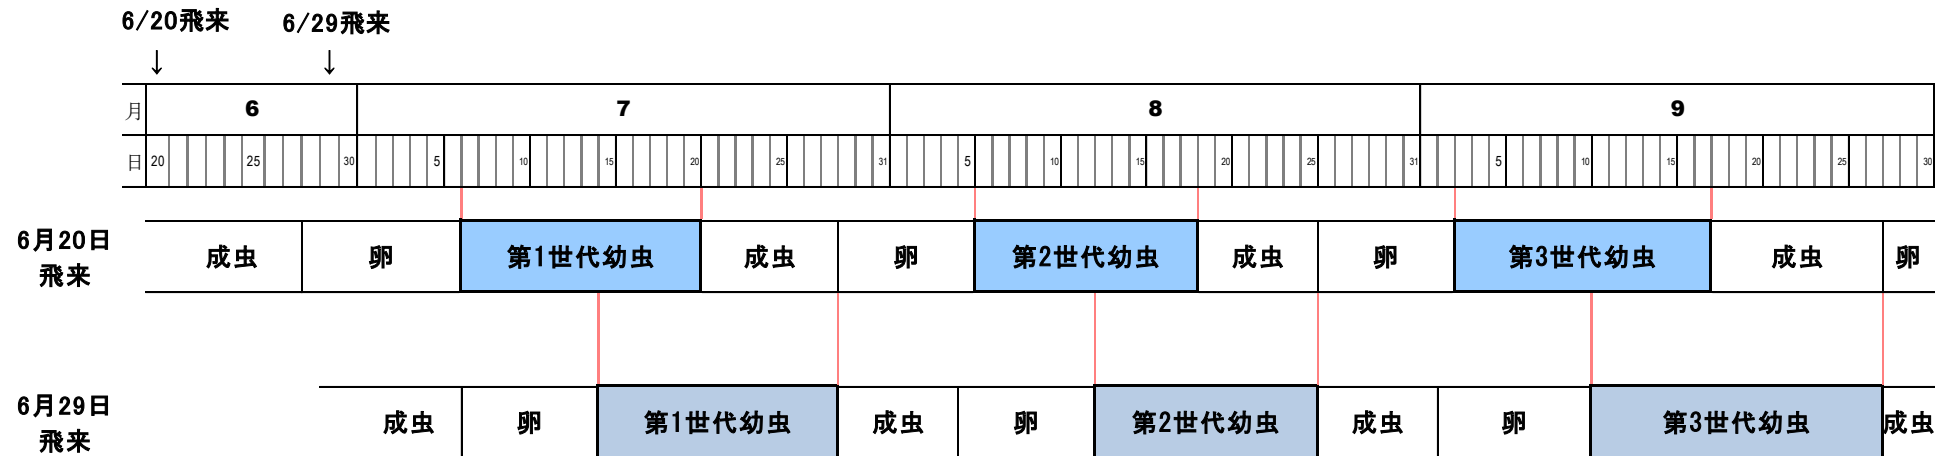 6/20飛来 6/29飛来
↓ ↓
月 6 7 8 9
日 20 25 30 5 10 15 20 25 31 5 10 15 20 25 31 5 10 15 20 25 30
6月20日
飛来
成虫 卵 第1世代幼虫 成虫 卵 第2世代幼虫 成虫 卵 第3世代幼虫 成虫 卵
6月29日
飛来
成虫 卵 第1世代幼虫 成虫 卵 第2世代幼虫 成虫 卵 第3世代幼虫 成虫